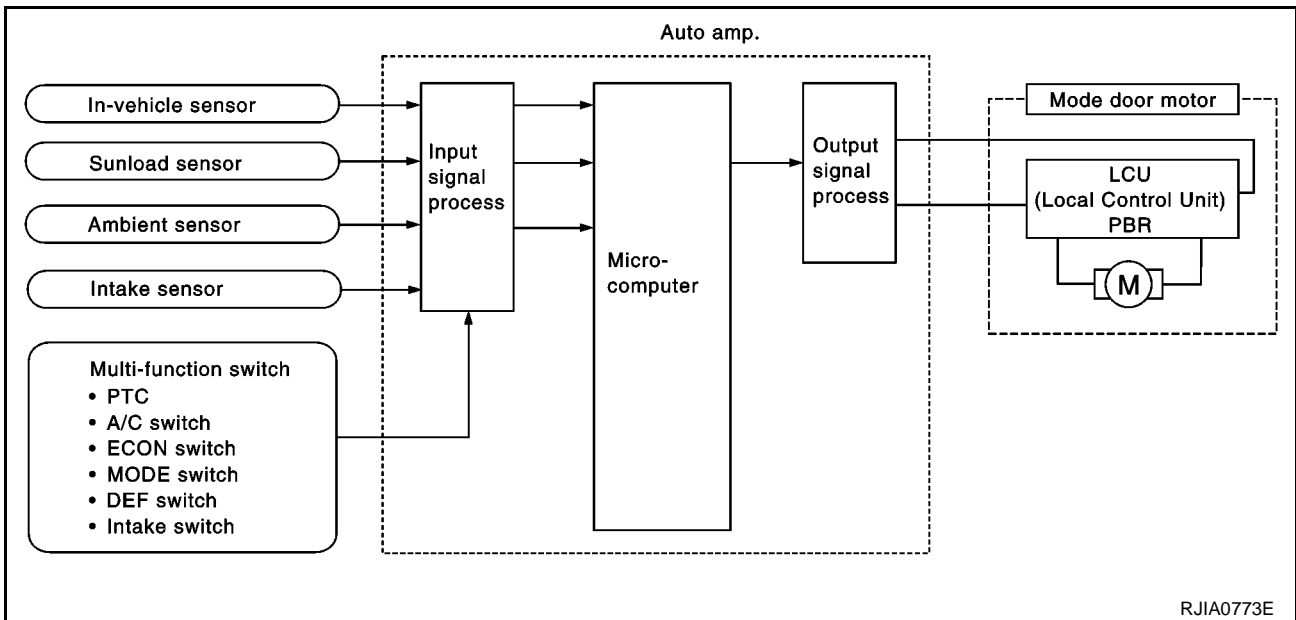 Auto amp.
In-vehicle sensor
Sunload sensor
Ambient sensor
Intake sensor
Multi-function switch
• PTC
• A/C switch
• ECON switch
• MODE switch
• DEF switch
• Intake switch
Input
signal
process
Micro-
computer
Output
signal
process
Mode door motor
LCU
(Local Control Unit)
PBR
M
RJIA0773E